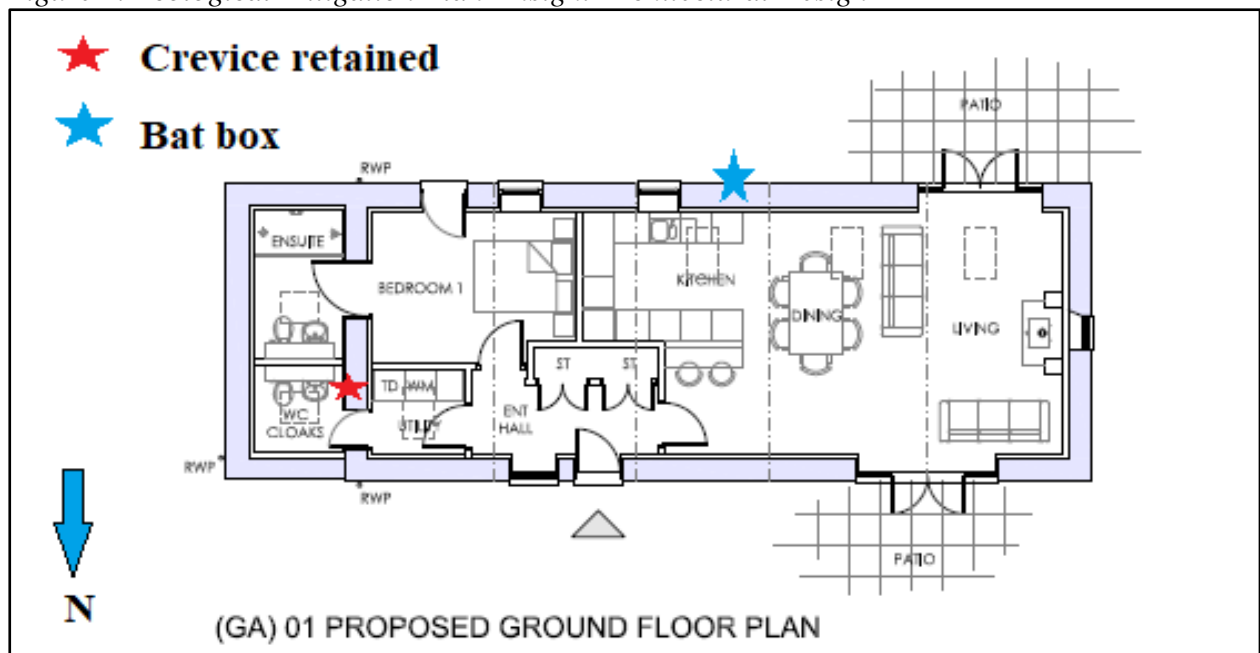 Crevice retained
Bat box
PATIO
RWP
ENSUITE
BEDROOM 1
KITCHEN
DINING
LIVING
ST
ST
TD WM
WC
CLOAKS
UTILITY
ENT
HALL
RWP
RWP
PATIO
N
(GA) 01 PROPOSED GROUND FLOOR PLAN